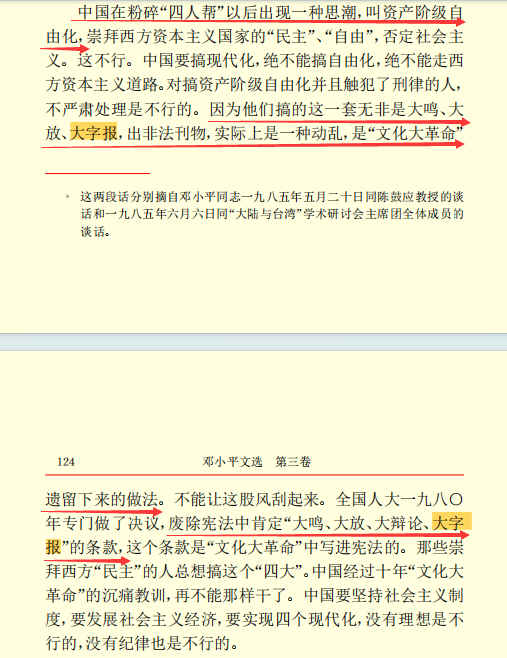 中国在粉碎“四人帮”以后出现一种思潮，叫资产阶级自
由化，崇拜西方资本主义国家的“民主”、“自由”，否定社会主
义。这不行。中国要搞现代化，绝不能搞自由化，绝不能走西
方资本主义道路。对搞资产阶级自由化并且触犯了刑律的人，
不严肃处理是不行的。因为他们搞的这一套无非是大鸣、大
放、大字报，出非法刊物，实际上是一种动乱，是“文化大革命”
* 这两段话分别摘自邓小平同志一九八五年五月二十日同陈鼓应教授的谈
话和一九八五年六月六日同“大陆与台湾”学术研讨会主席团全体成员的
谈话。
124 邓小平文选 第三卷
遗留下来的做法。不能让这股风刮起来。全国人大一九八〇
年专门做了决议，废除宪法中肯定“大鸣、大放、大辩论、大字
报”的条款，这个条款是“文化大革命”中写进宪法的。那些崇
拜西方“民主”的人总想搞这个“四大”。中国经过十年“文化大
革命”的沉痛教训，再不能那样干了。中国要坚持社会主义制
度，要发展社会主义经济，要实现四个现代化，没有理想是不
行的，没有纪律也是不行的。